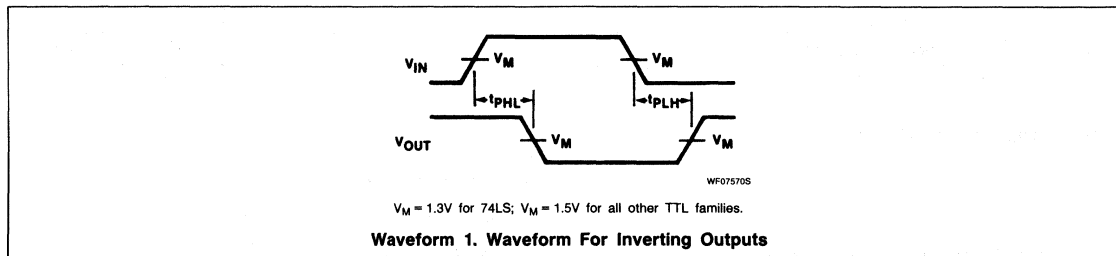 VIN
VM
VM
tPHL
tPLH
VOUT
VM
VM
WF07570S
VM = 1.3V for 74LS; VM = 1.5V for all other TTL families.
Waveform 1. Waveform For Inverting Outputs